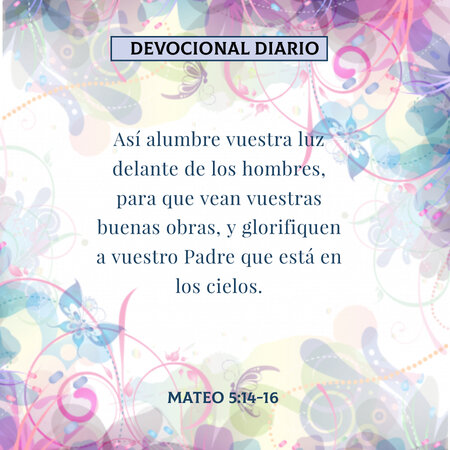 DEVOCIONAL DIARIO
Así alumbre vuestra luz
delante de los hombres,
para que vean vuestras
buenas obras, y glorifiquen
a vuestro Padre que está en
los cielos.
MATEO 5:14-16